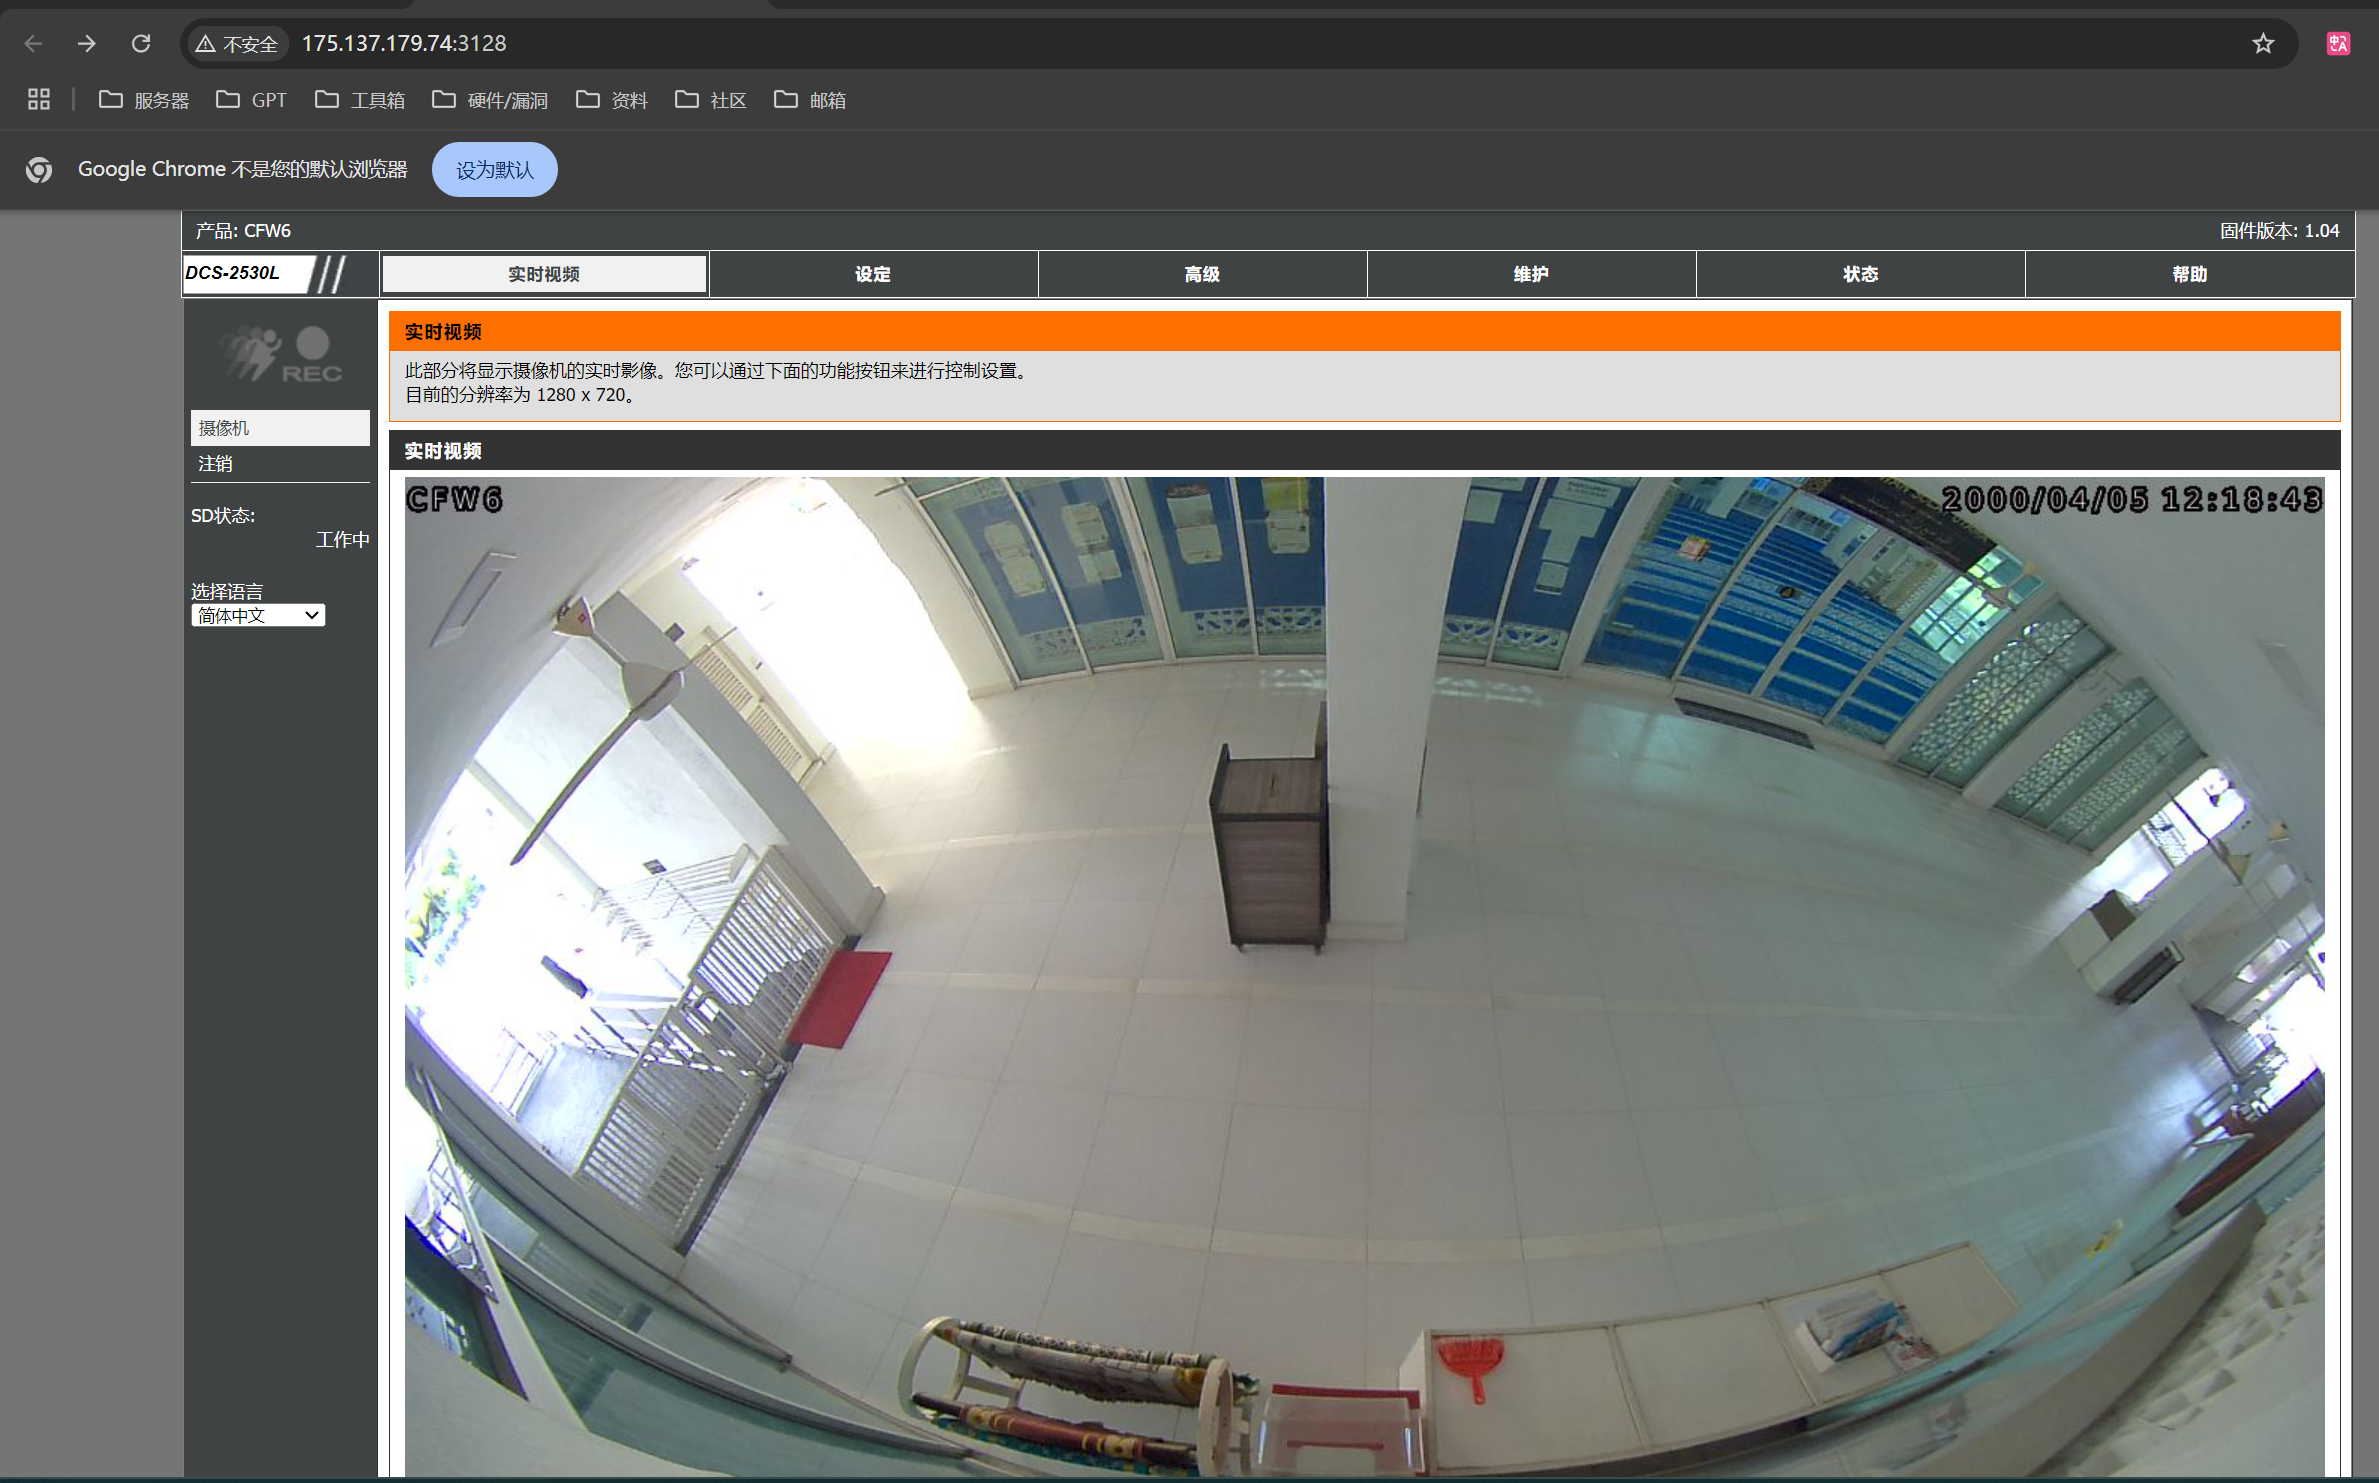 不安全 175.137.179.74:3128
服务器 GPT 工具箱 硬件/漏洞 资料 社区 邮箱
Google Chrome 不是您的默认浏览器 设为默认
产品: CFW6 固件版本: 1.04
DCS-2530L 实时视频 设定 高级 维护 状态 帮助
REC
摄像机
注销
SD状态:
工作中
选择语言
简体中文
实时视频
此部分将显示摄像机的实时影像。您可以通过下面的功能按钮来进行控制设置。
目前的分辨率为 1280 x 720。
实时视频
CFW6 2000/04/05 12:18:43